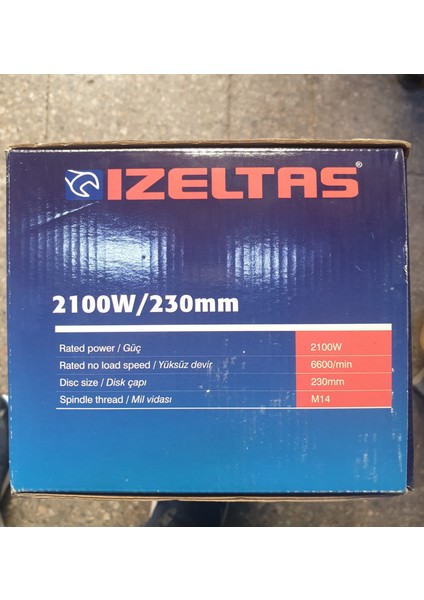 IZELTAS®
2100W/230mm
Rated power / Güç 2100W
Rated no load speed / Yüksüz devir 6600/min
Disc size / Disk çapı 230mm
Spindle thread / Mil vidası M14